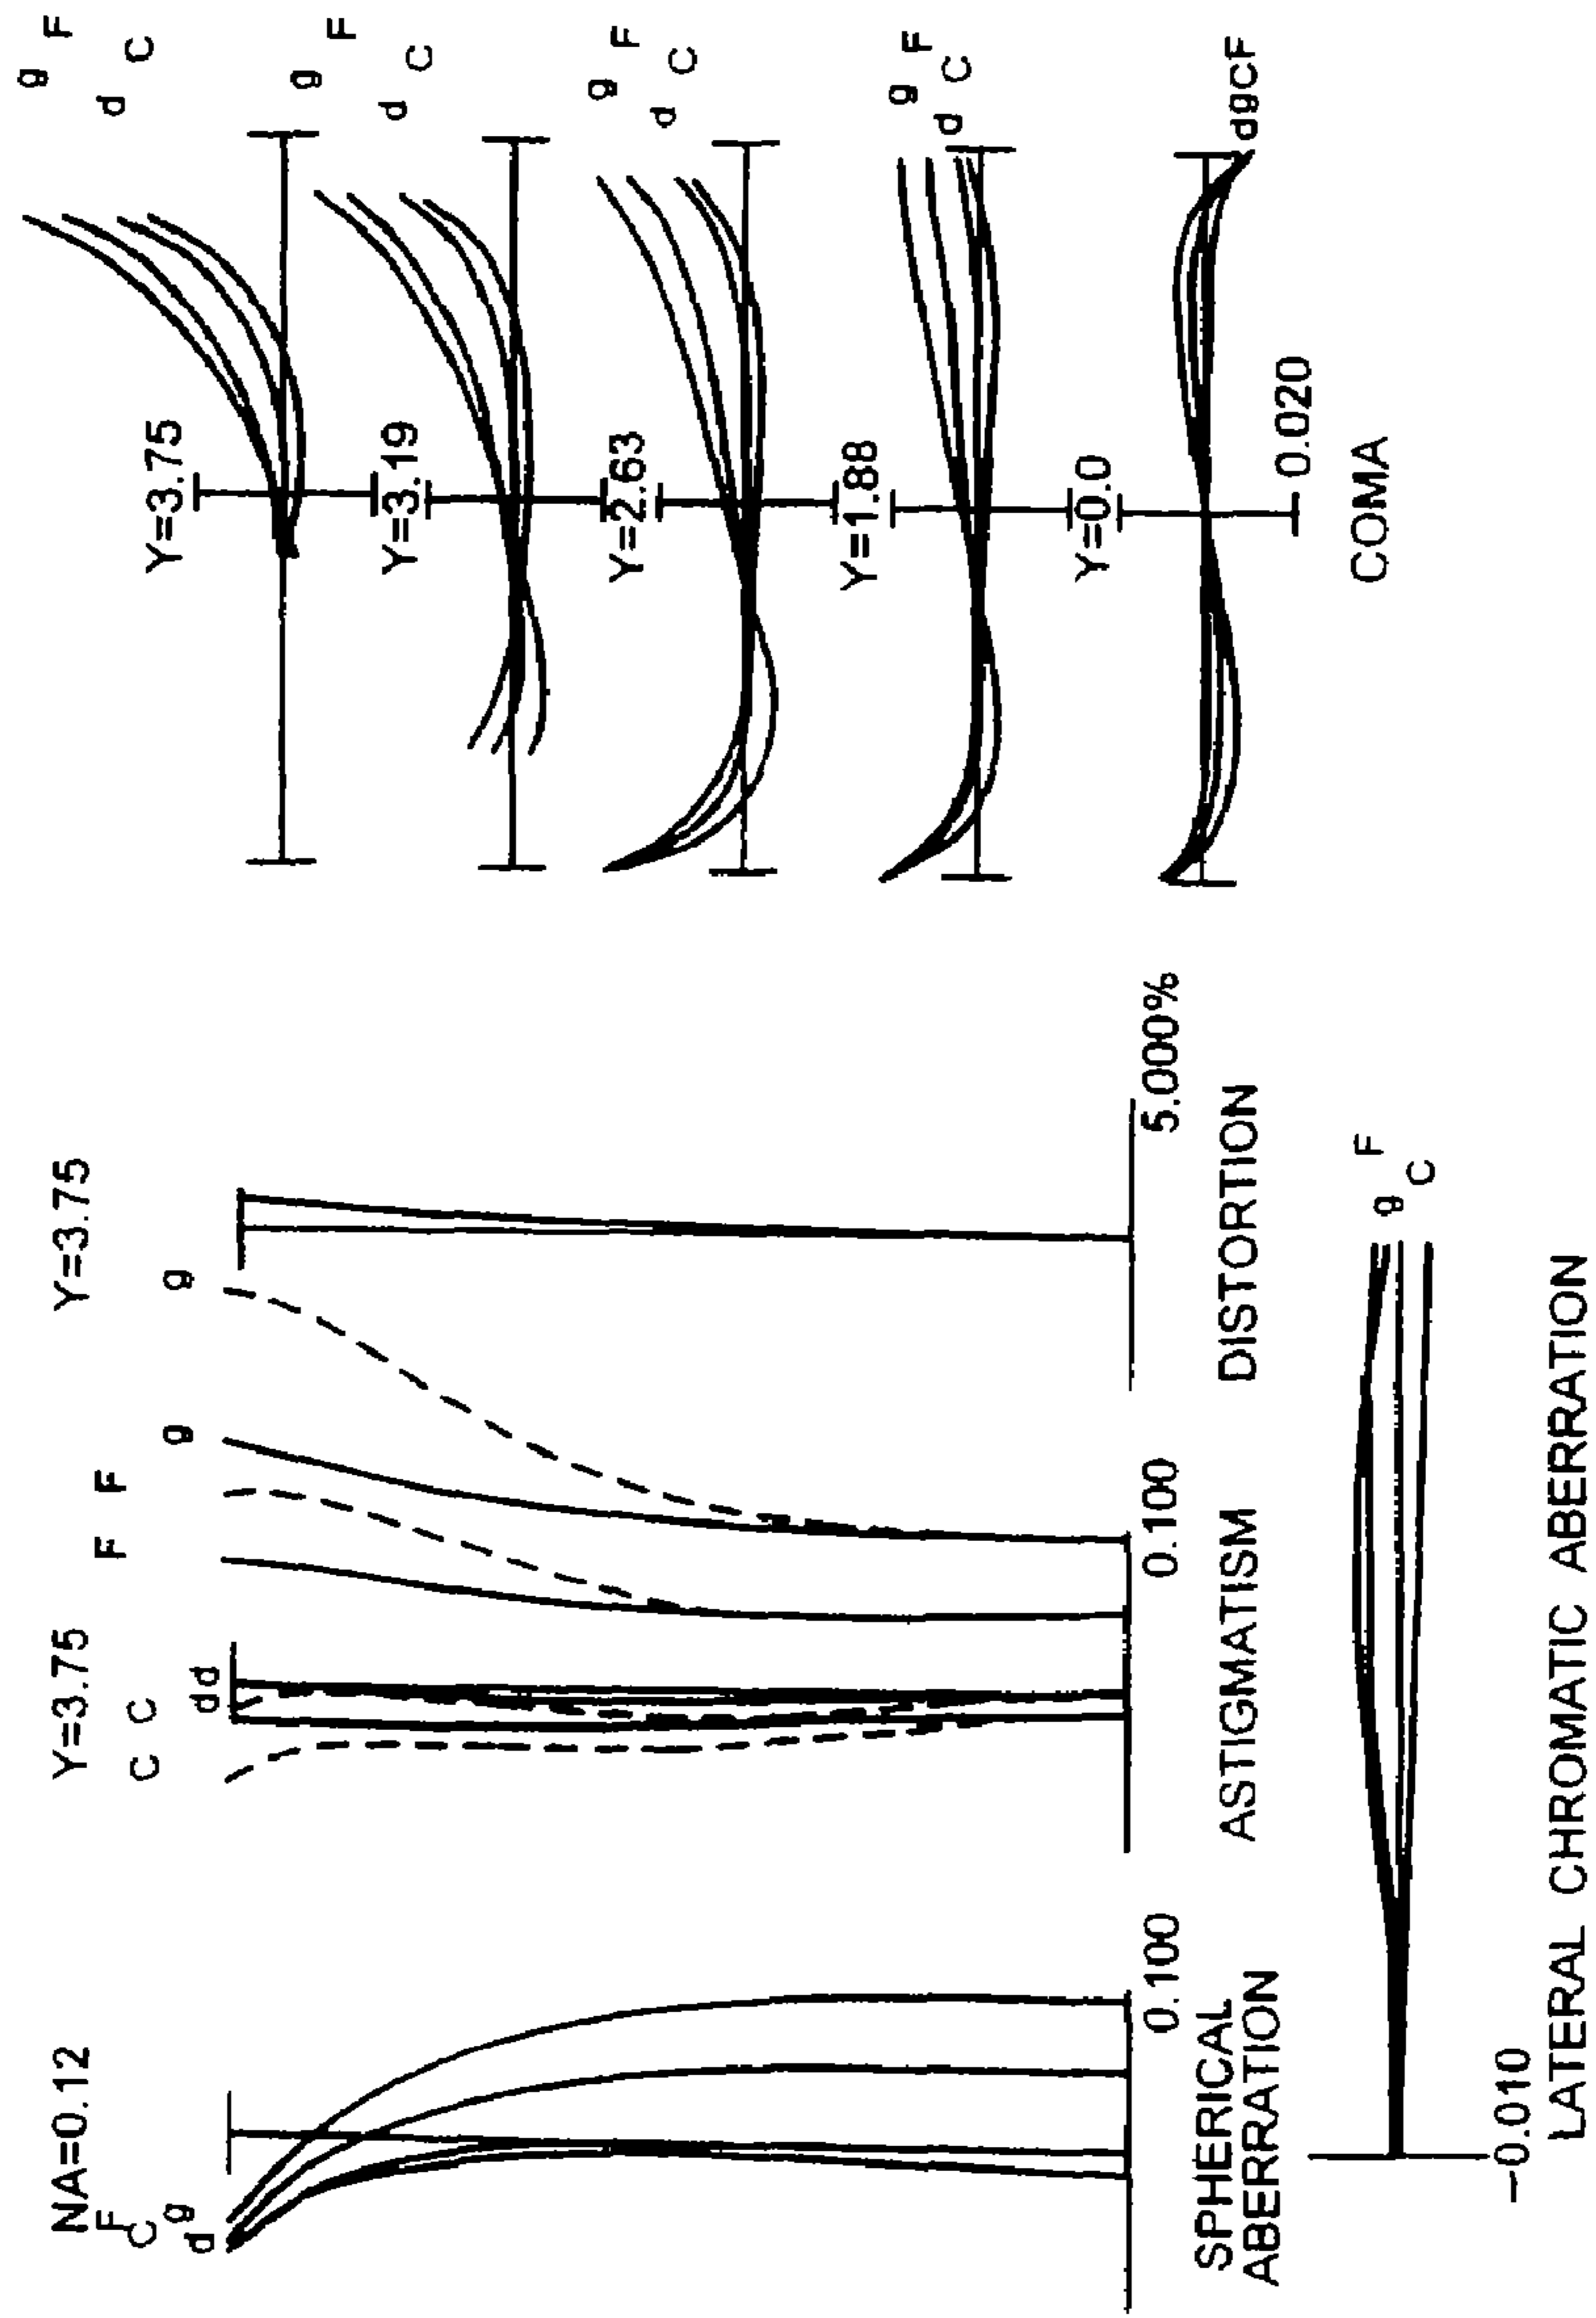 NA=0.12
F
C
g
d
0.100
SPHERICAL
ABERRATION
Y=3.75
F F
C C
g g
d d
0.100
ASTIGMATISM
Y=3.75
5.000%
DISTORTION
g F
d C
Y=3.75
g F
d C
Y=3.19
g F
d C
Y=2.63
g F
d C
Y=1.88
Y=0.0
dgcF
0.020
COMA
F
g
C
-0.010
LATERAL CHROMATIC ABERRATION